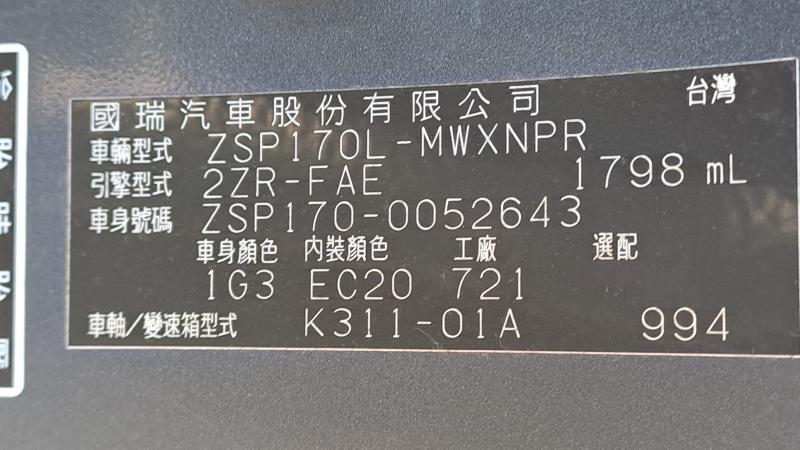 國瑞汽車股份有限公司 台灣
車輛型式 ZSP170L-MWXNPR
引擎型式 2ZR-FAE 1798 mL
車身號碼 ZSP170-0052643
車身顏色 內裝顏色 工廠 選配
1G3 EC20 721
車軸/變速箱型式 K311-01A 994